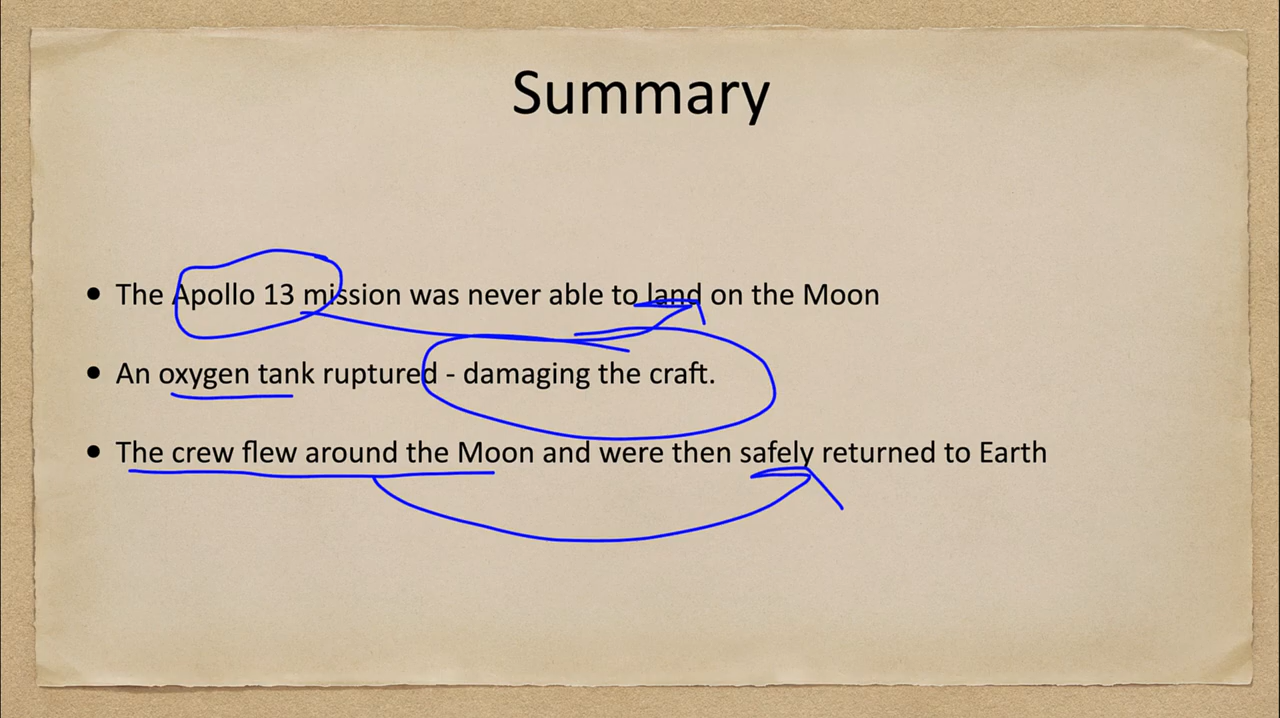 Summary
• The Apollo 13 mission was never able to land on the Moon
• An oxygen tank ruptured - damaging the craft.
• The crew flew around the Moon and were then safely returned to Earth